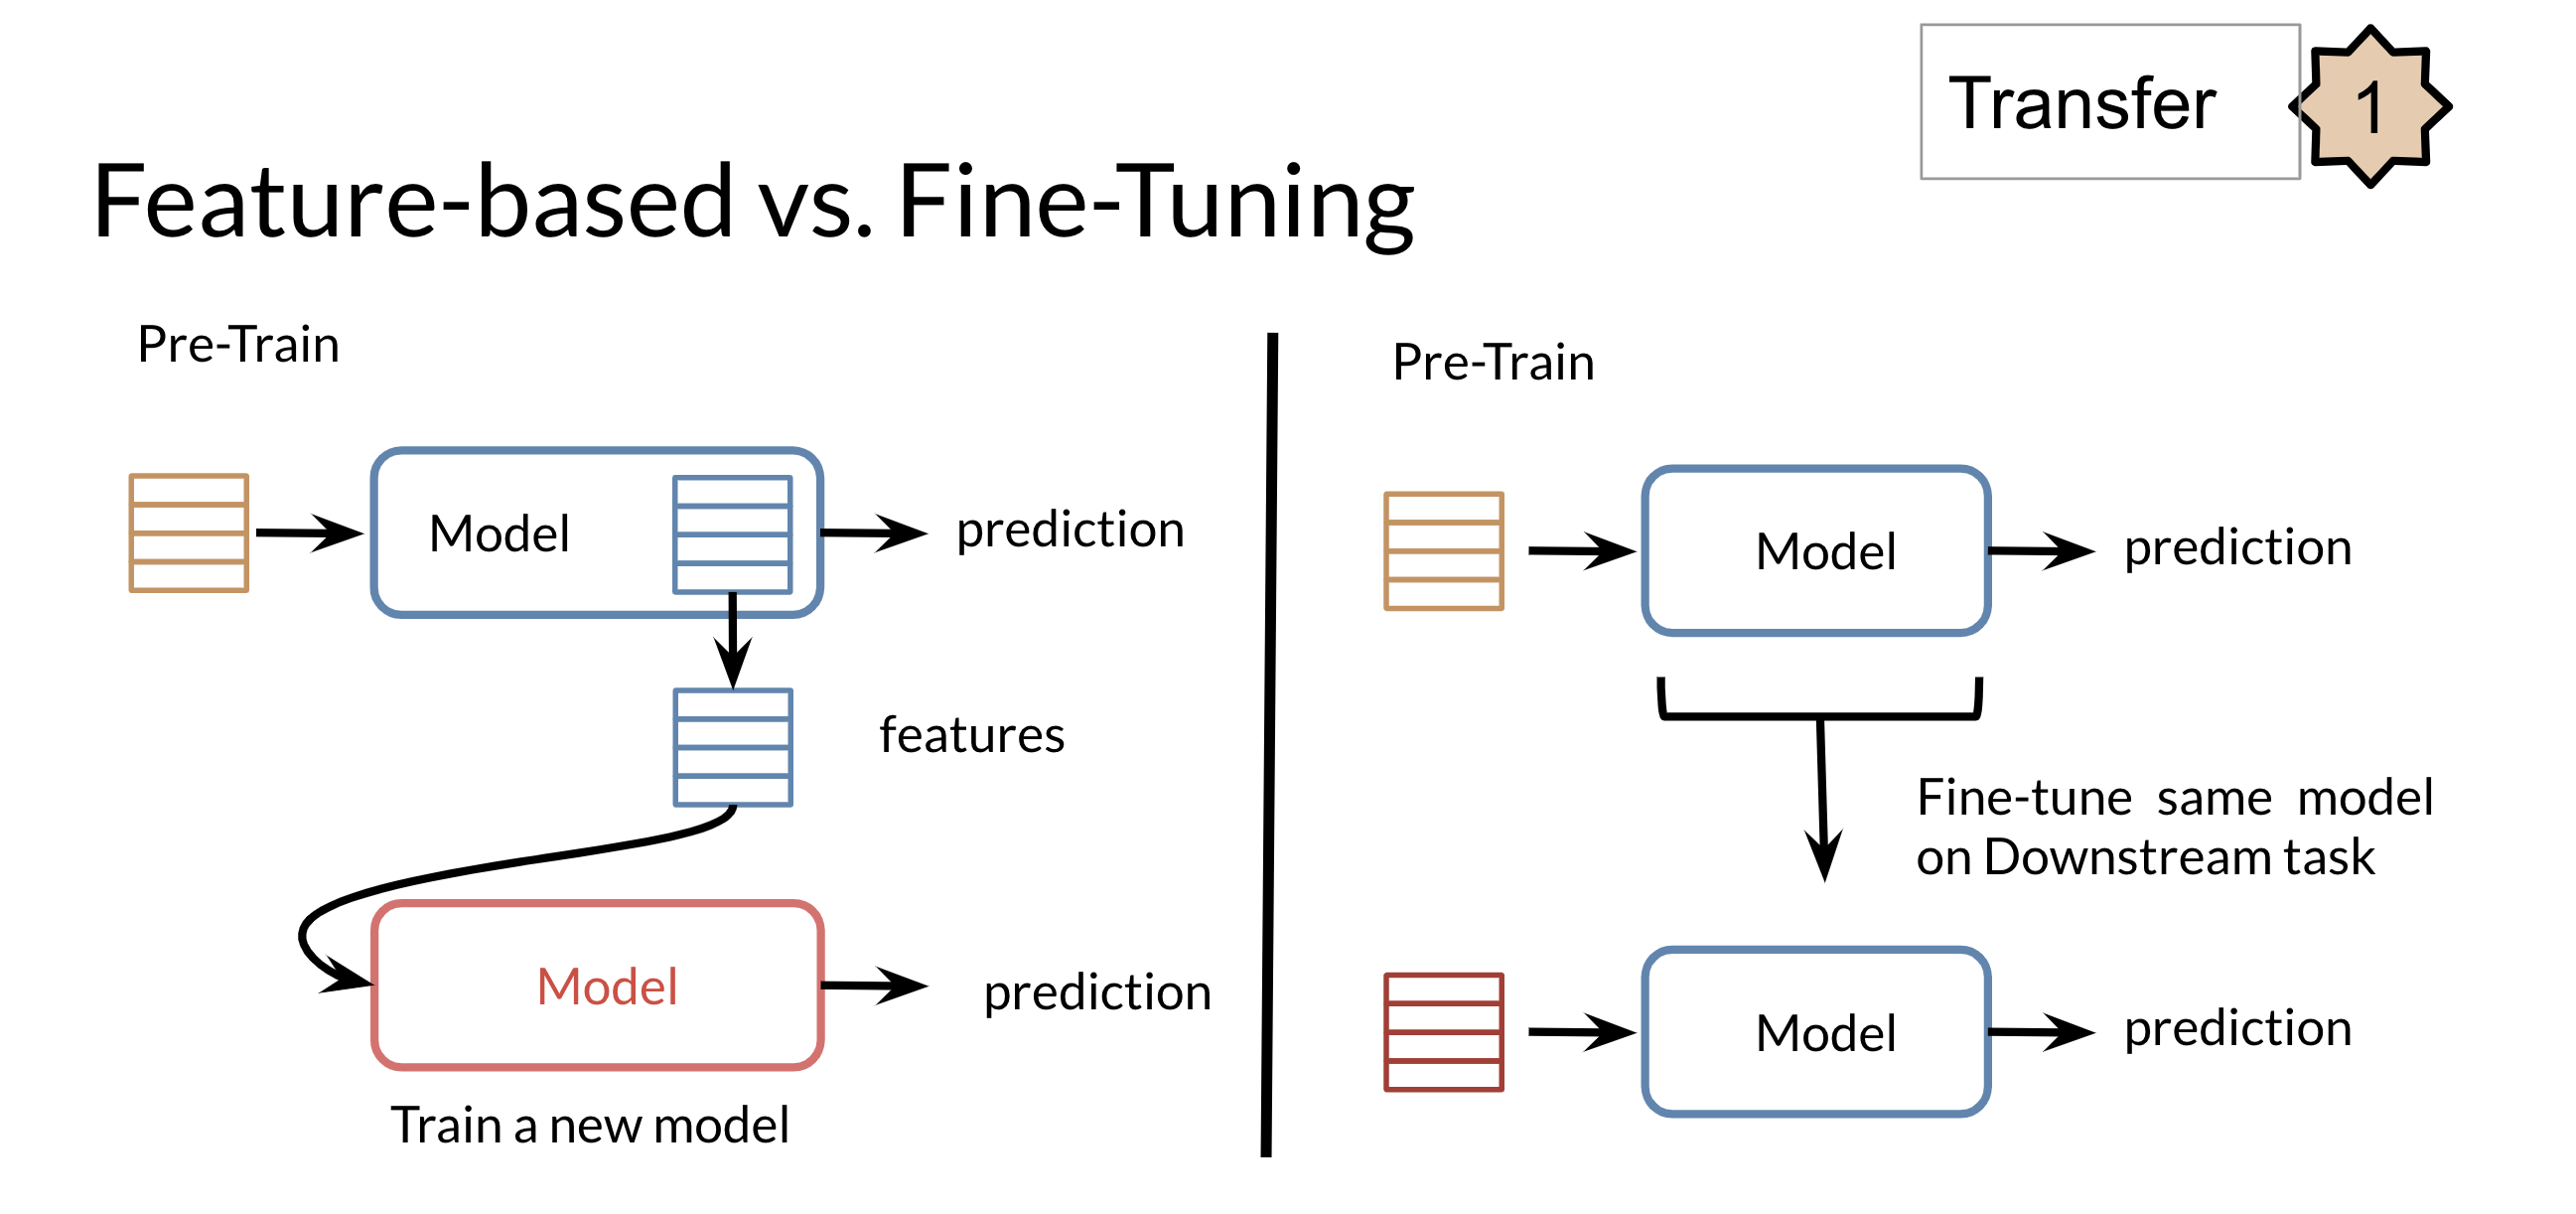 Transfer
1
Feature-based vs. Fine-Tuning
Pre-Train
Model
prediction
features
Model
prediction
Train a new model
Pre-Train
Model
prediction
Fine-tune same model
on Downstream task
Model
prediction